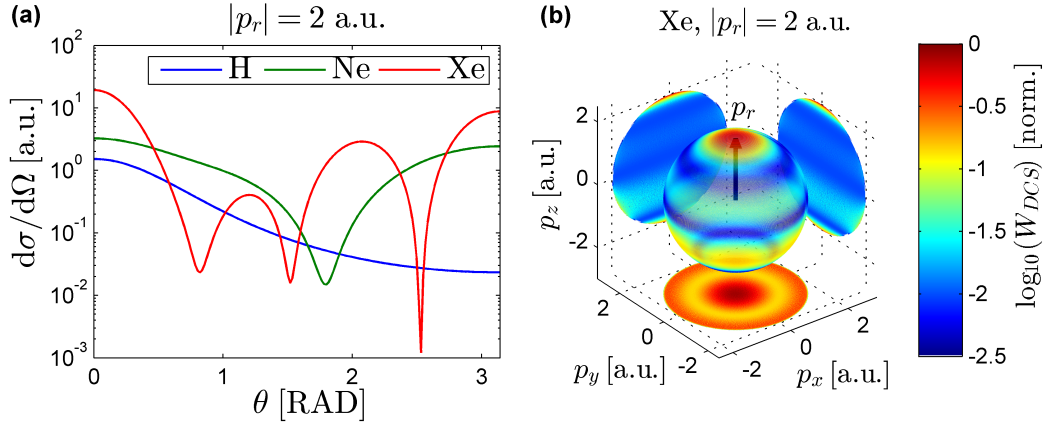 (a)
|p_r| = 2 a.u.
dσ/dΩ [a.u.]
10^2
10^1
10^0
10^-1
10^-2
10^-3
H Ne Xe
0 1 2 3
θ [RAD]
(b)
Xe, |p_r| = 2 a.u.
p_r
p_z [a.u.]
2
0
-2
2
0
-2
p_y [a.u.]
-2
0
2
p_x [a.u.]
0
-0.5
-1
-1.5
-2
-2.5
log10(W_DCS) [norm.]